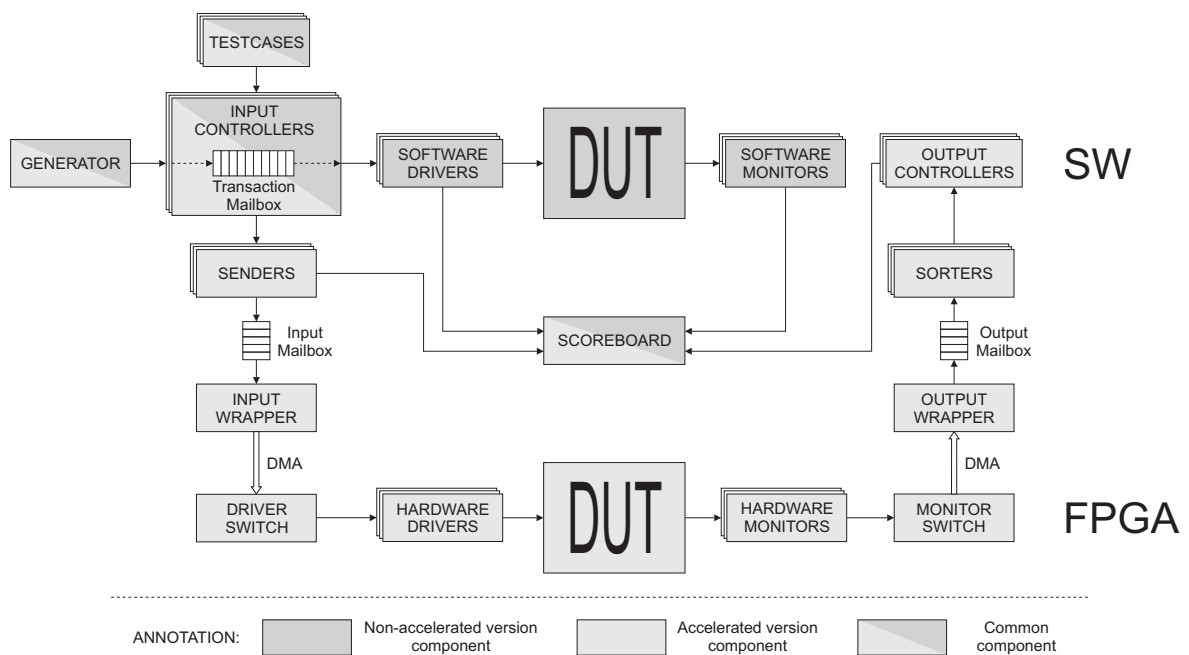 TESTCASES
INPUT
CONTROLLERS
Transaction
Mailbox
GENERATOR
SOFTWARE
DRIVERS
DUT
SOFTWARE
MONITORS
OUTPUT
CONTROLLERS
SW
SENDERS
SORTERS
Input
Mailbox
SCOREBOARD
Output
Mailbox
INPUT
WRAPPER
OUTPUT
WRAPPER
DMA
DMA
DRIVER
SWITCH
HARDWARE
DRIVERS
DUT
HARDWARE
MONITORS
MONITOR
SWITCH
FPGA
ANNOTATION:
Non-accelerated version
component
Accelerated version
component
Common
component